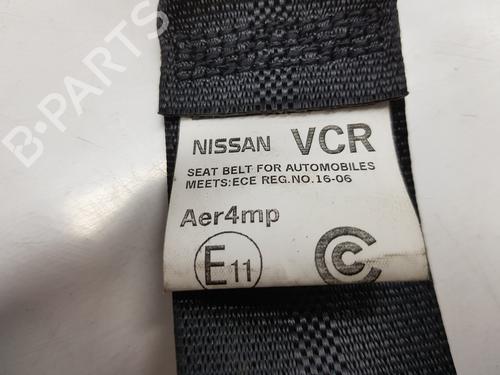 B-PARTS
NISSAN VCR
SEAT BELT FOR AUTOMOBILES
MEETS:ECE REG.NO.16-06
Aer4mp
E11